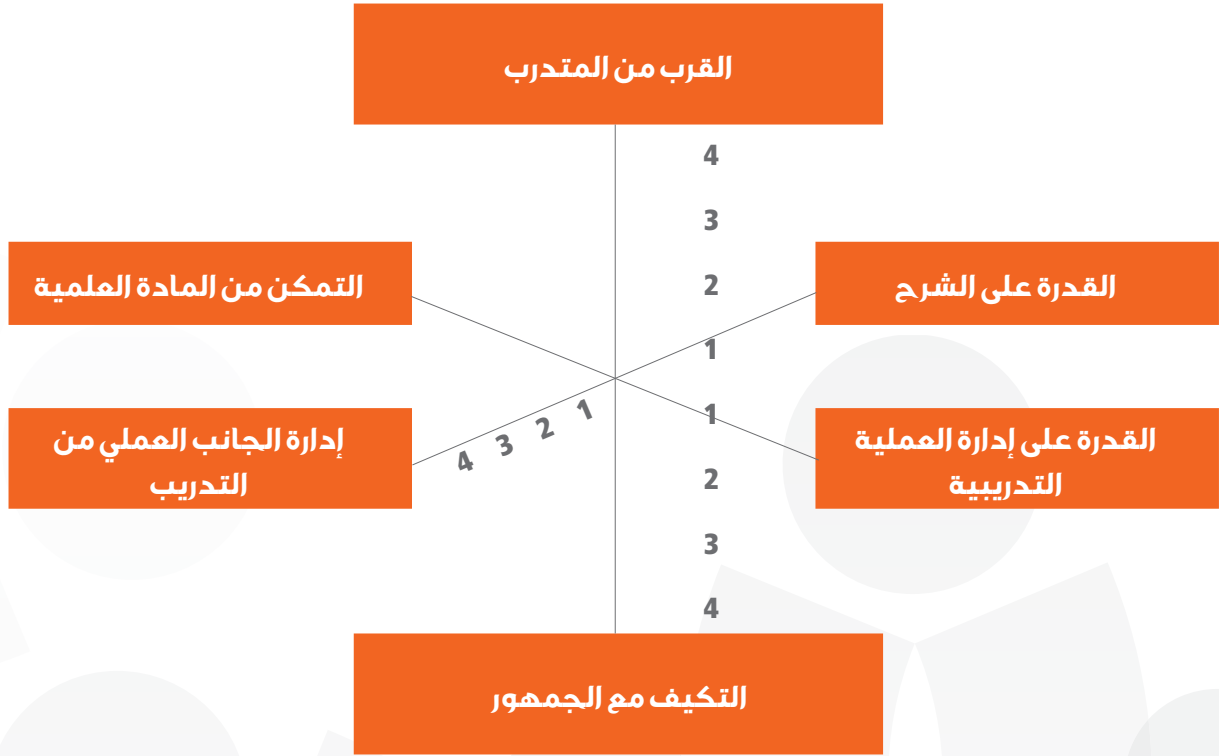 القرب من المتدرب
4
3
2
1
القدرة على الشرح
التمكن من المادة العلمية
1
2
3
4
القدرة على إدارة العملية
التدريبية
1
2
3
4
إدارة الجانب العملي من
التدريب
التكيف مع الجمهور